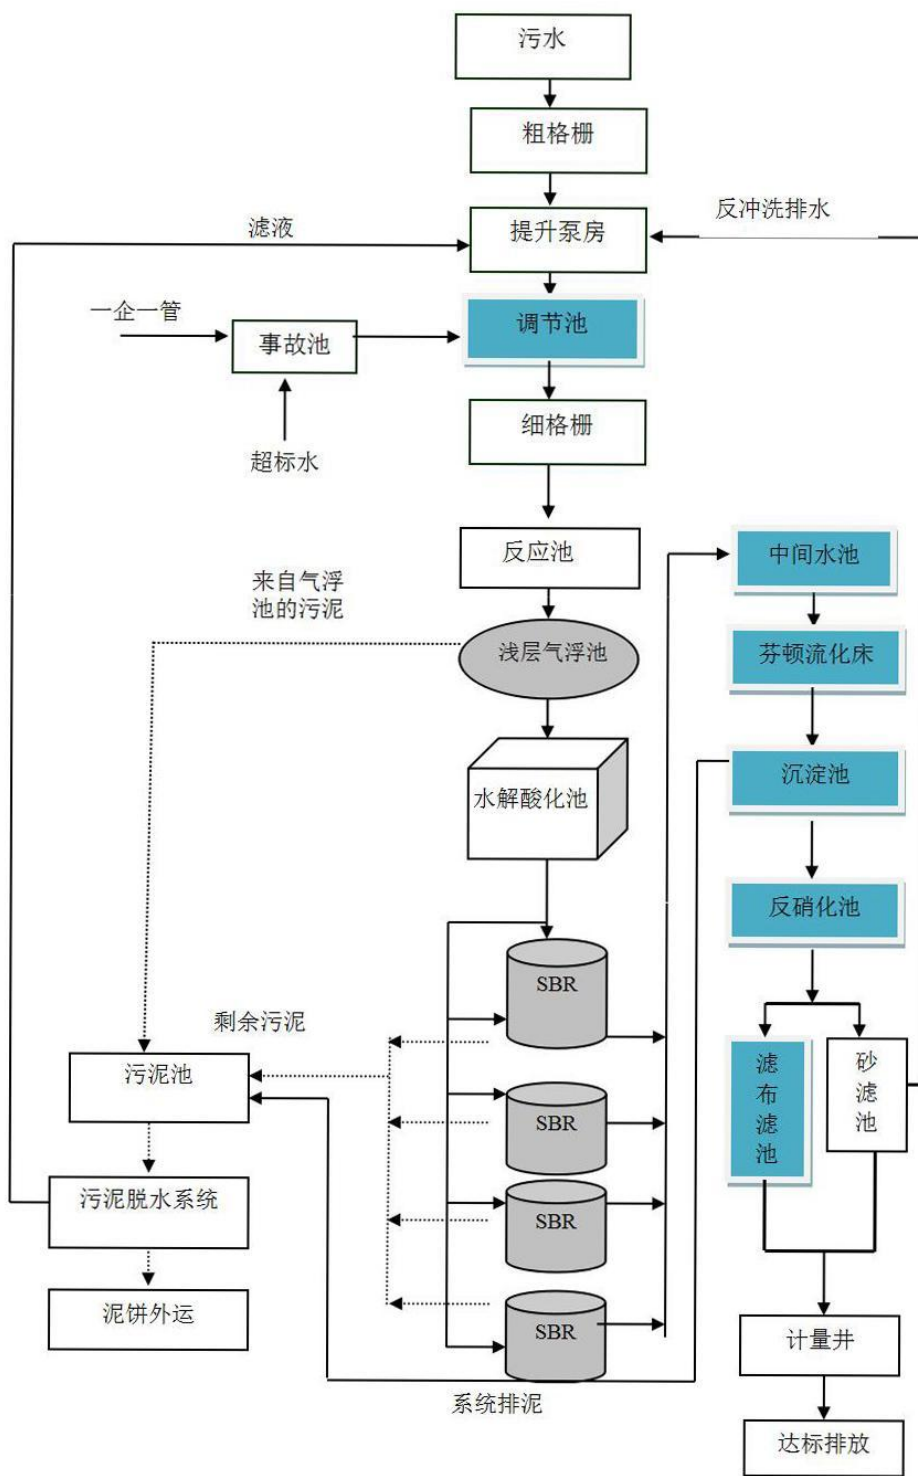 污水
粗格栅
反冲洗排水
滤液
提升泵房
一企一管
调节池
事故池
细格栅
超标水
反应池
中间水池
来自气浮
池的污泥
浅层气浮池
芬顿流化床
沉淀池
水解酸化池
反硝化池
SBR
剩余污泥
污泥池
滤布滤池
砂滤池
SBR
污泥脱水系统
SBR
泥饼外运
SBR
计量井
系统排泥
达标排放